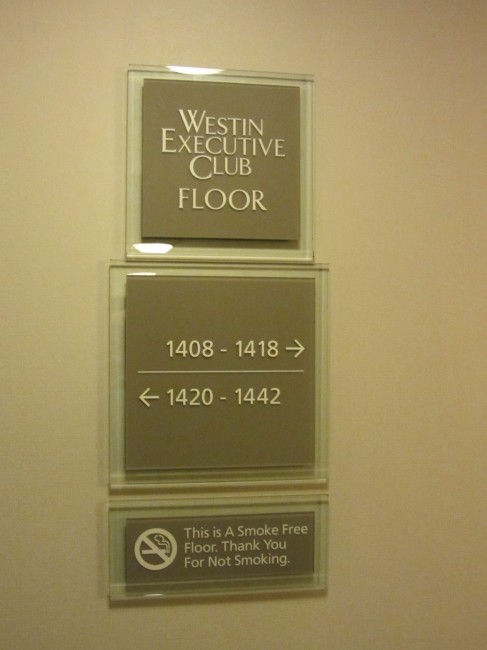 WESTIN
EXECUTIVE
CLUB
FLOOR
1408 - 1418 →
← 1420 - 1442
This is A Smoke Free
Floor. Thank You
For Not Smoking.